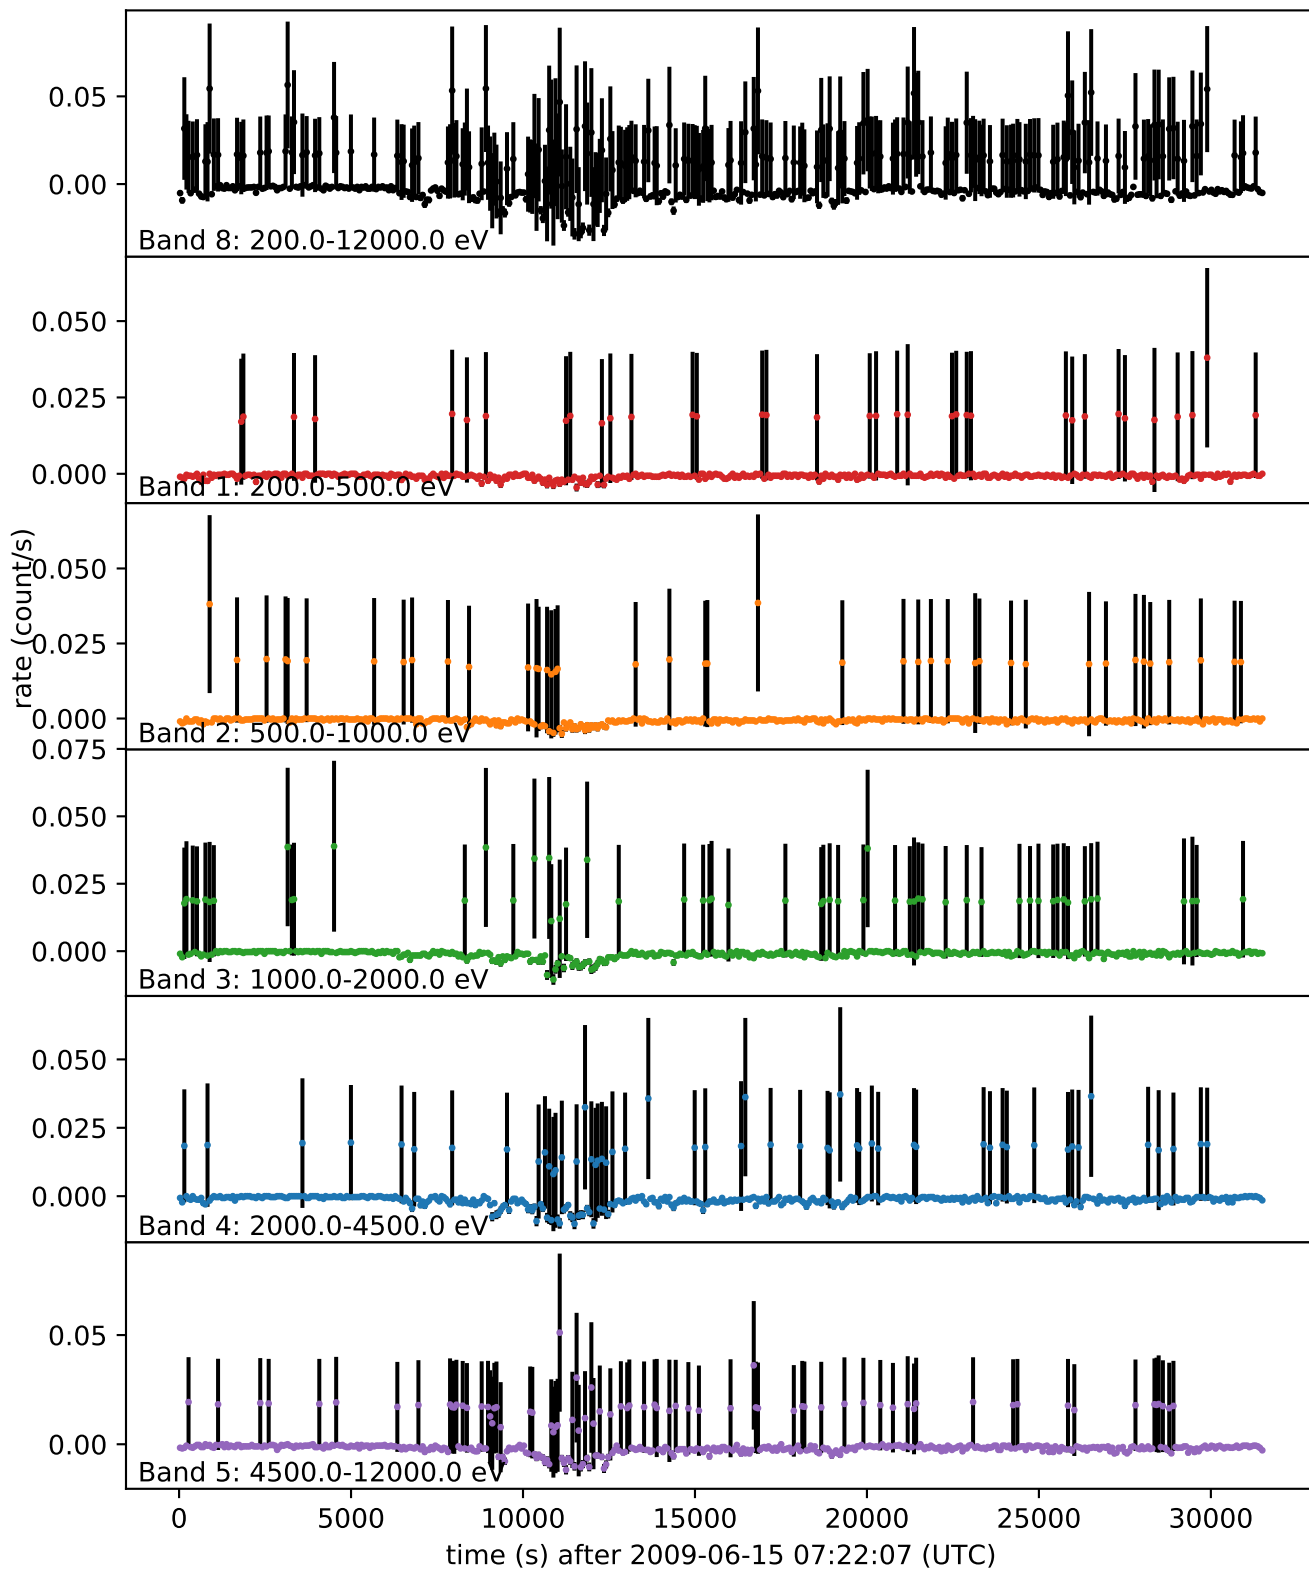 0.05
0.00
Band 8: 200.0-12000.0 eV
0.050
0.025
0.000
Band 1: 200.0-500.0 eV
rate (count/s)
0.050
0.025
0.000
Band 2: 500.0-1000.0 eV
0.075
0.050
0.025
0.000
Band 3: 1000.0-2000.0 eV
0.050
0.025
0.000
Band 4: 2000.0-4500.0 eV
0.05
0.00
Band 5: 4500.0-12000.0 eV
0 5000 10000 15000 20000 25000 30000
time (s) after 2009-06-15 07:22:07 (UTC)